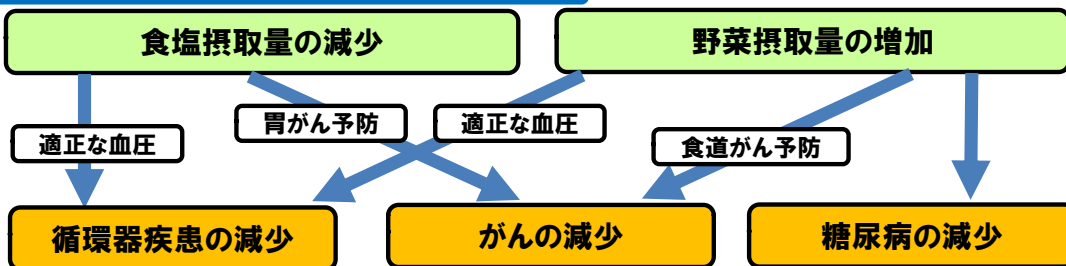 食塩摂取量の減少
野菜摂取量の増加
胃がん予防
適正な血圧
適正な血圧
食道がん予防
循環器疾患の減少
がんの減少
糖尿病の減少